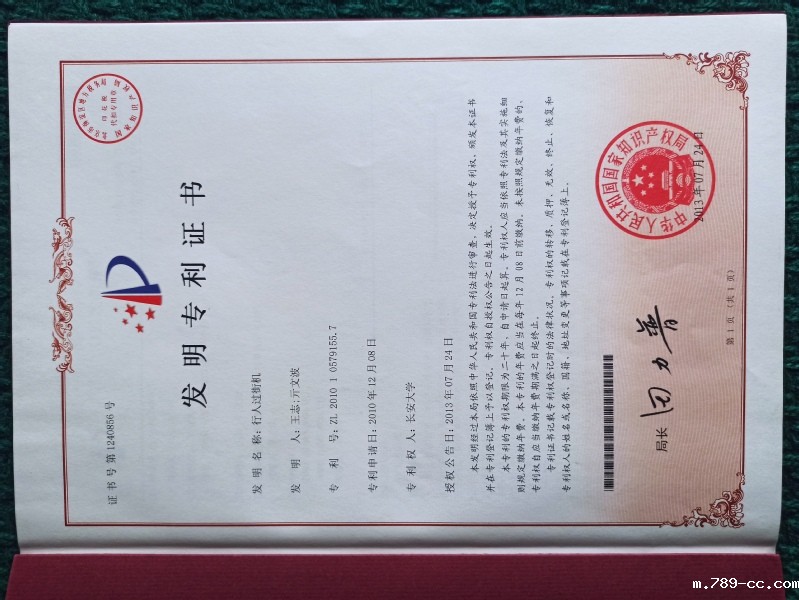 证书号第1240856号
发明专利证书
发 明 名 称：行人过街机
发 明 人：王志;亓文波
专 利 号：ZL 2010 1 0579155.7
专利申请日：2010年12月08日
专 利 权 人：长安大学
授权公告日：2013年07月24日
本发明经过本局依照中华人民共和国专利法进行审查，决定授予专利权，颁发本证书
并在专利登记簿上予以登记。专利权自授权公告之日起生效。
本专利的专利权期限为二十年，自申请日起算。专利权人应当依照专利法及其实施细
则规定缴纳年费。本专利的年费应当在每年12月08日前缴纳。未按照规定缴纳年费的，
专利权自应当缴纳年费期满之日起终止。
专利证书记载专利权登记时的法律状况。专利权的转移、质押、无效、终止、恢复和
专利权人的姓名或名称、国籍、地址变更等事项记载在专利登记簿上。
局长
田力普
中华人民共和国国家知识产权局
2013年07月24日
第1页（共1页）
m.789-cc.com